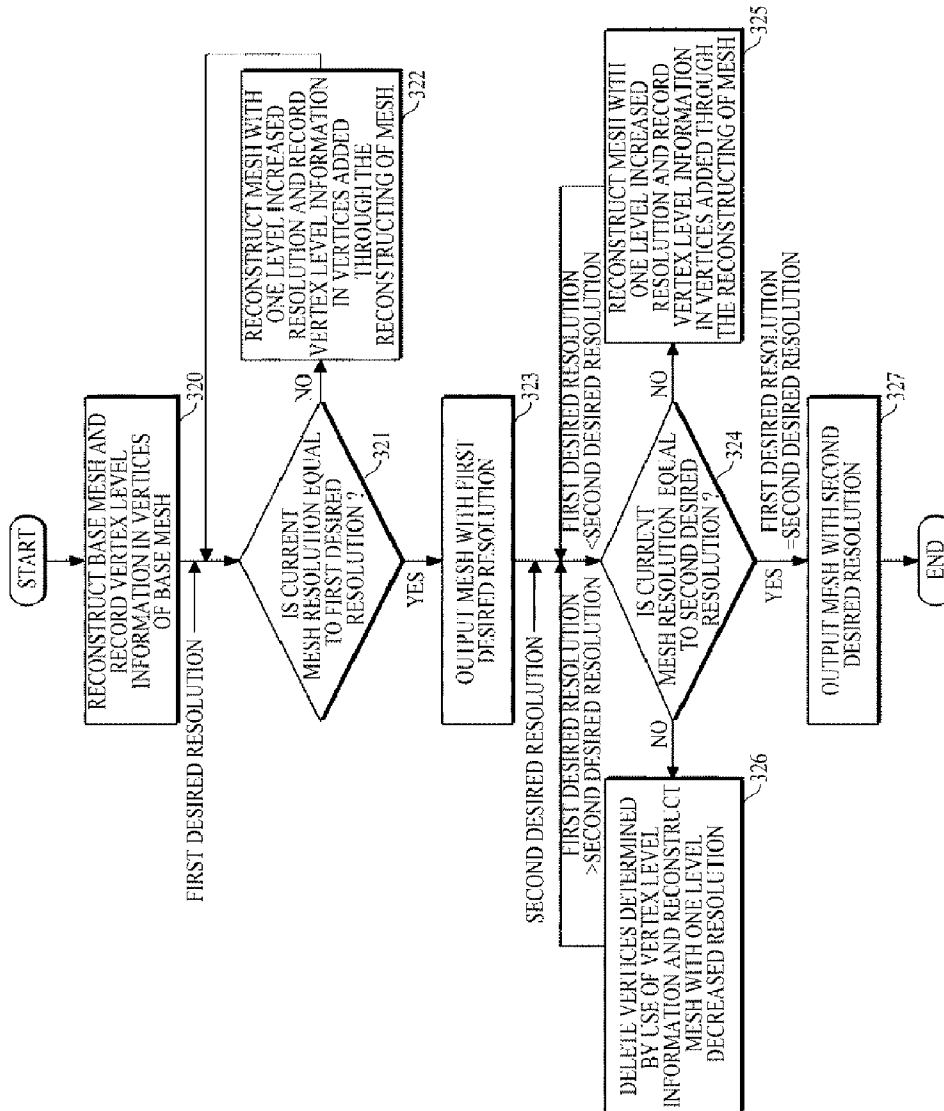 START
RECONSTRUCT BASE MESH AND
RECORD VERTEX LEVEL
INFORMATION IN VERTICES
OF BASE MESH
320
FIRST DESIRED RESOLUTION
IS CURRENT
MESH RESOLUTION EQUAL
TO FIRST DESIRED
RESOLUTION ?
321
NO
RECONSTRUCT MESH WITH
ONE LEVEL INCREASED
RESOLUTION AND RECORD
VERTEX LEVEL INFORMATION
IN VERTICES ADDED
THROUGH THE
RECONSTRUCTING OF MESH.
322
YES
OUTPUT MESH WITH FIRST
DESIRED RESOLUTION
323
SECOND DESIRED RESOLUTION
FIRST DESIRED RESOLUTION
>SECOND DESIRED RESOLUTION
FIRST DESIRED RESOLUTION
<SECOND DESIRED RESOLUTION
IS CURRENT
MESH RESOLUTION EQUAL
TO SECOND DESIRED
RESOLUTION ?
324
NO
NO
RECONSTRUCT MESH WITH
ONE LEVEL INCREASED
RESOLUTION AND RECORD
VERTEX LEVEL INFORMATION
IN VERTICES ADDED THROUGH
THE RECONSTRUCTING OF MESH
325
DELETE VERTICES DETERMINED
BY USE OF VERTEX LEVEL
INFORMATION AND RECONSTRUCT
MESH WITH ONE LEVEL
DECREASED RESOLUTION
326
YES
FIRST DESIRED RESOLUTION
=SECOND DESIRED RESOLUTION
OUTPUT MESH WITH SECOND
DESIRED RESOLUTION
327
END